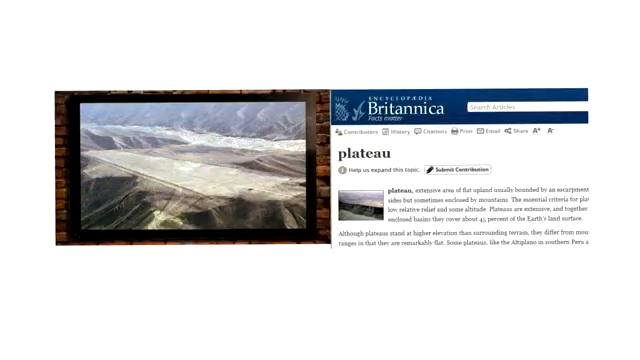 ENCYCLOPÆDIA
Britannica
Facts matter
Search Articles
Contributors History Citations Print Email Share A+ A-
plateau
i Help us expand this topic. Submit Contribution
plateau, extensive area of flat upland usually bounded by an escarpment
sides but sometimes enclosed by mountains. The essential criteria for
low relief and some altitude. Plateaus are extensive, and together
enclosed basins they cover about 45 percent of the Earth's land surface.
Although plateaus stand at higher elevation than surrounding terrain, they differ from
ranges in that they are remarkably flat. Some plateaus, like the Altiplano in southern Peru a